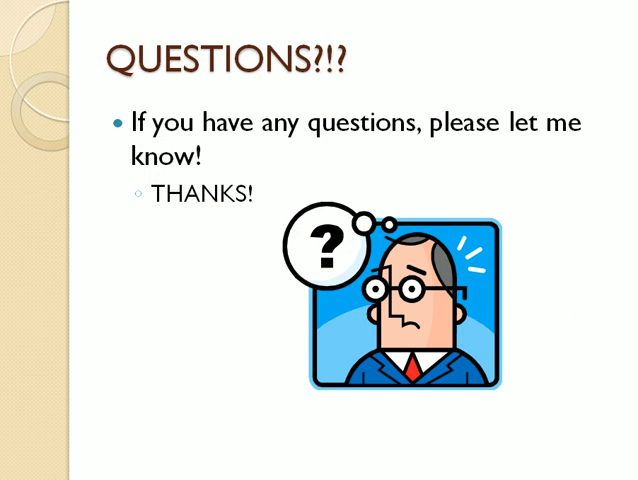 QUESTIONS?!?
If you have any questions, please let me
know!
THANKS!
?